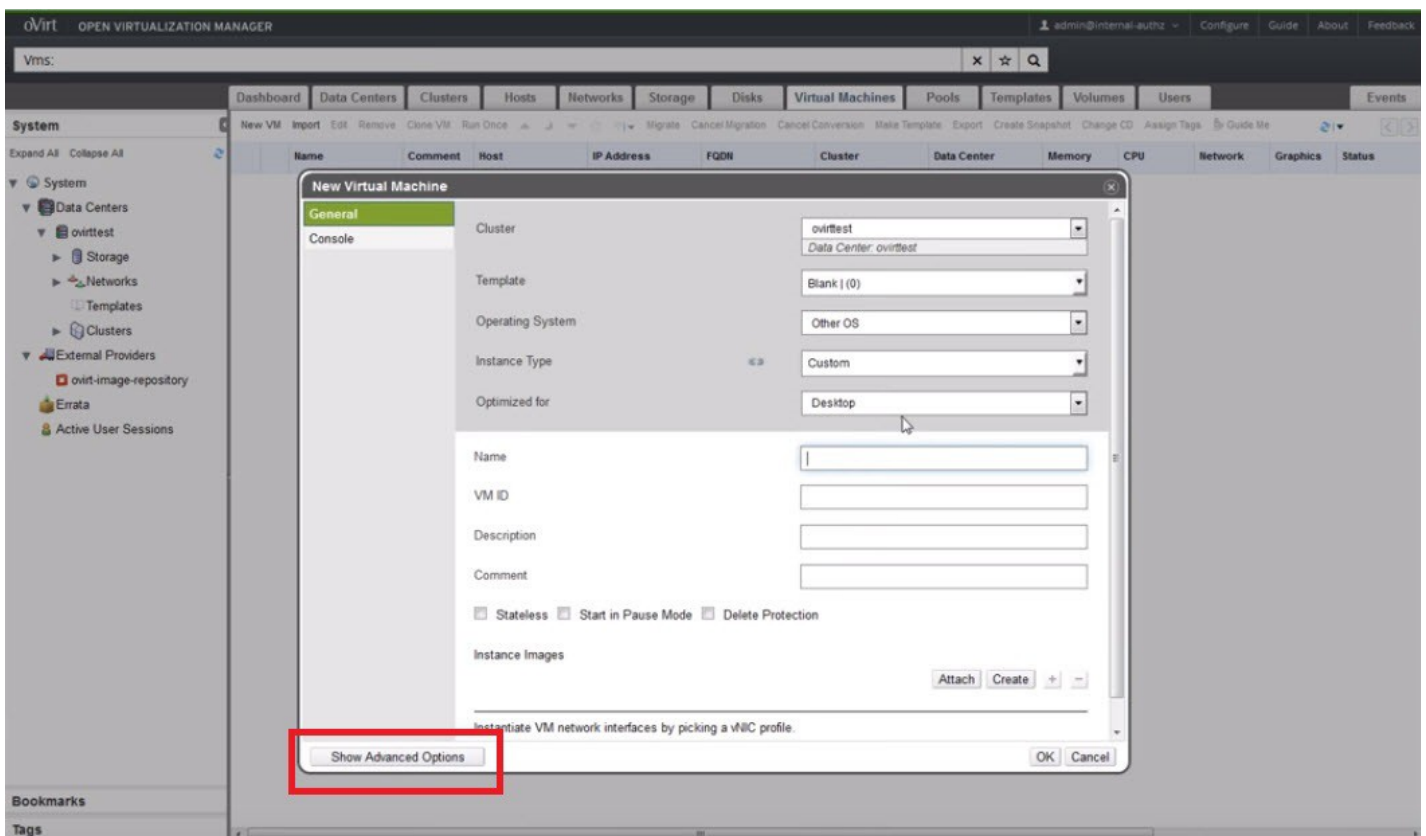 oVirt OPEN VIRTUALIZATION MANAGER admin@internal-authz Configure Guide About Feedback
Vms:
Dashboard Data Centers Clusters Hosts Networks Storage Disks Virtual Machines Pools Templates Volumes Users Events
System New VM Import Edit Remove Clone VM Run Once Migrate Cancel Migration Cancel Conversion Make Template Export Create Snapshot Change CD Assign Tags Guide Me
Expand All Collapse All Name Comment Host IP Address FQDN Cluster Data Center Memory CPU Network Graphics Status
System
Data Centers
ovirttest
Storage
Networks
Templates
Clusters
External Providers
ovirt-image-repository
Errata
Active User Sessions
New Virtual Machine
General
Console
Cluster ovirttest
Data Center: ovirttest
Template Blank | (0)
Operating System Other OS
Instance Type Custom
Optimized for Desktop
Name
VM ID
Description
Comment
Stateless Start in Pause Mode Delete Protection
Instance Images
Attach Create + -
Instantiate VM network interfaces by picking a vNIC profile.
Show Advanced Options OK Cancel
Bookmarks
Tags